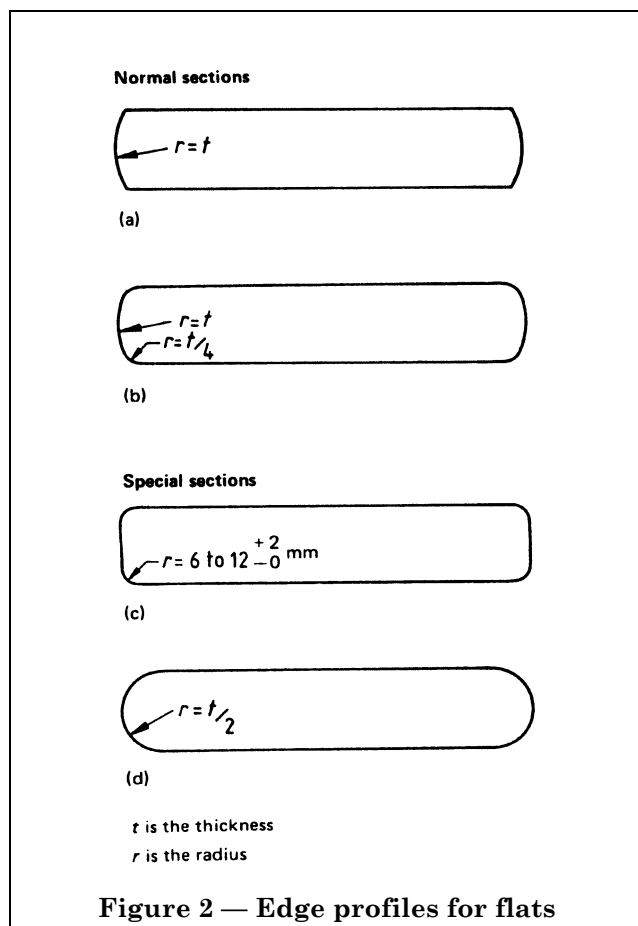 Normal sections
r = t
(a)
r = t
r = t/4
(b)
Special sections
r = 6 to 12 +2 −0 mm
(c)
r = t/2
(d)
t is the thickness
r is the radius
Figure 2 — Edge profiles for flats